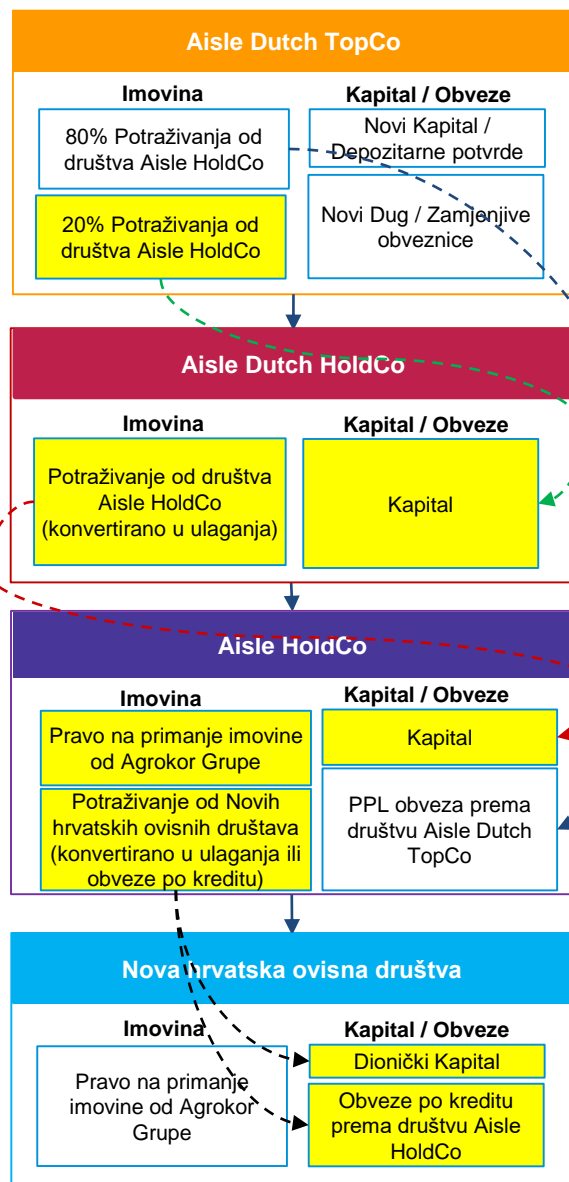 Aisle Dutch TopCo
Imovina
80% Potraživanja od
društva Aisle HoldCo
20% Potraživanja od
društva Aisle HoldCo
Kapital / Obveze
Novi Kapital /
Depozitarne potvrde
Novi Dug / Zamjenjive
obveznice
Aisle Dutch HoldCo
Imovina
Potraživanje od društva
Aisle HoldCo
(konvertirano u ulaganja)
Kapital / Obveze
Kapital
Aisle HoldCo
Imovina
Pravo na primanje imovine
od Agrokor Grupe
Potraživanje od Novih
hrvatskih ovisnih društava
(konvertirano u ulaganja ili
obveze po kreditu)
Kapital / Obveze
Kapital
PPL obveza prema
društvu Aisle Dutch
TopCo
Nova hrvatska ovisna društva
Imovina
Pravo na primanje
imovine od Agrokor
Grupe
Kapital / Obveze
Dionički Kapital
Obveze po kreditu
prema društvu Aisle
HoldCo